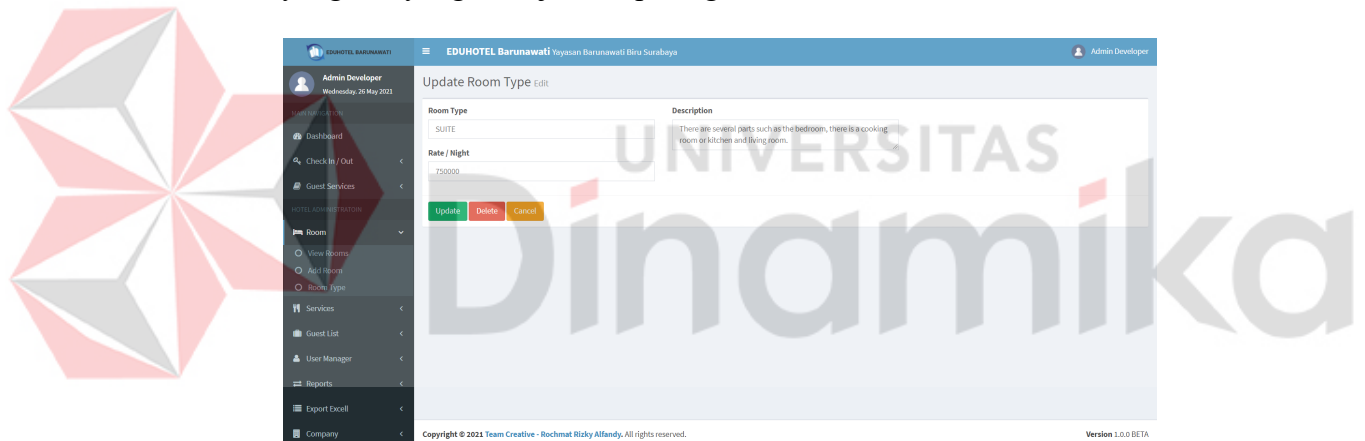 EDUHOTEL BARUNAWATI
EDUHOTEL Barunawati Yayasan Barunawati Biru Surabaya
Admin Developer
Admin Developer
Wednesday, 26 May 2021
MAIN NAVIGATION
Dashboard
Check In / Out
Guest Services
HOTEL ADMINISTRATOIN
Room
View Rooms
Add Room
Room Type
Services
Guest List
User Manager
Reports
Export Excell
Company
Update Room Type Edit
Room Type
SUITE
Rate / Night
750000
Description
There are several parts such as the bedroom, there is a cooking
room or kitchen and living room.
Update Delete Cancel
UNIVERSITAS
Dinamika
Copyright © 2021 Team Creative - Rochmat Rizky Alfandy. All rights reserved.
Version 1.0.0 BETA